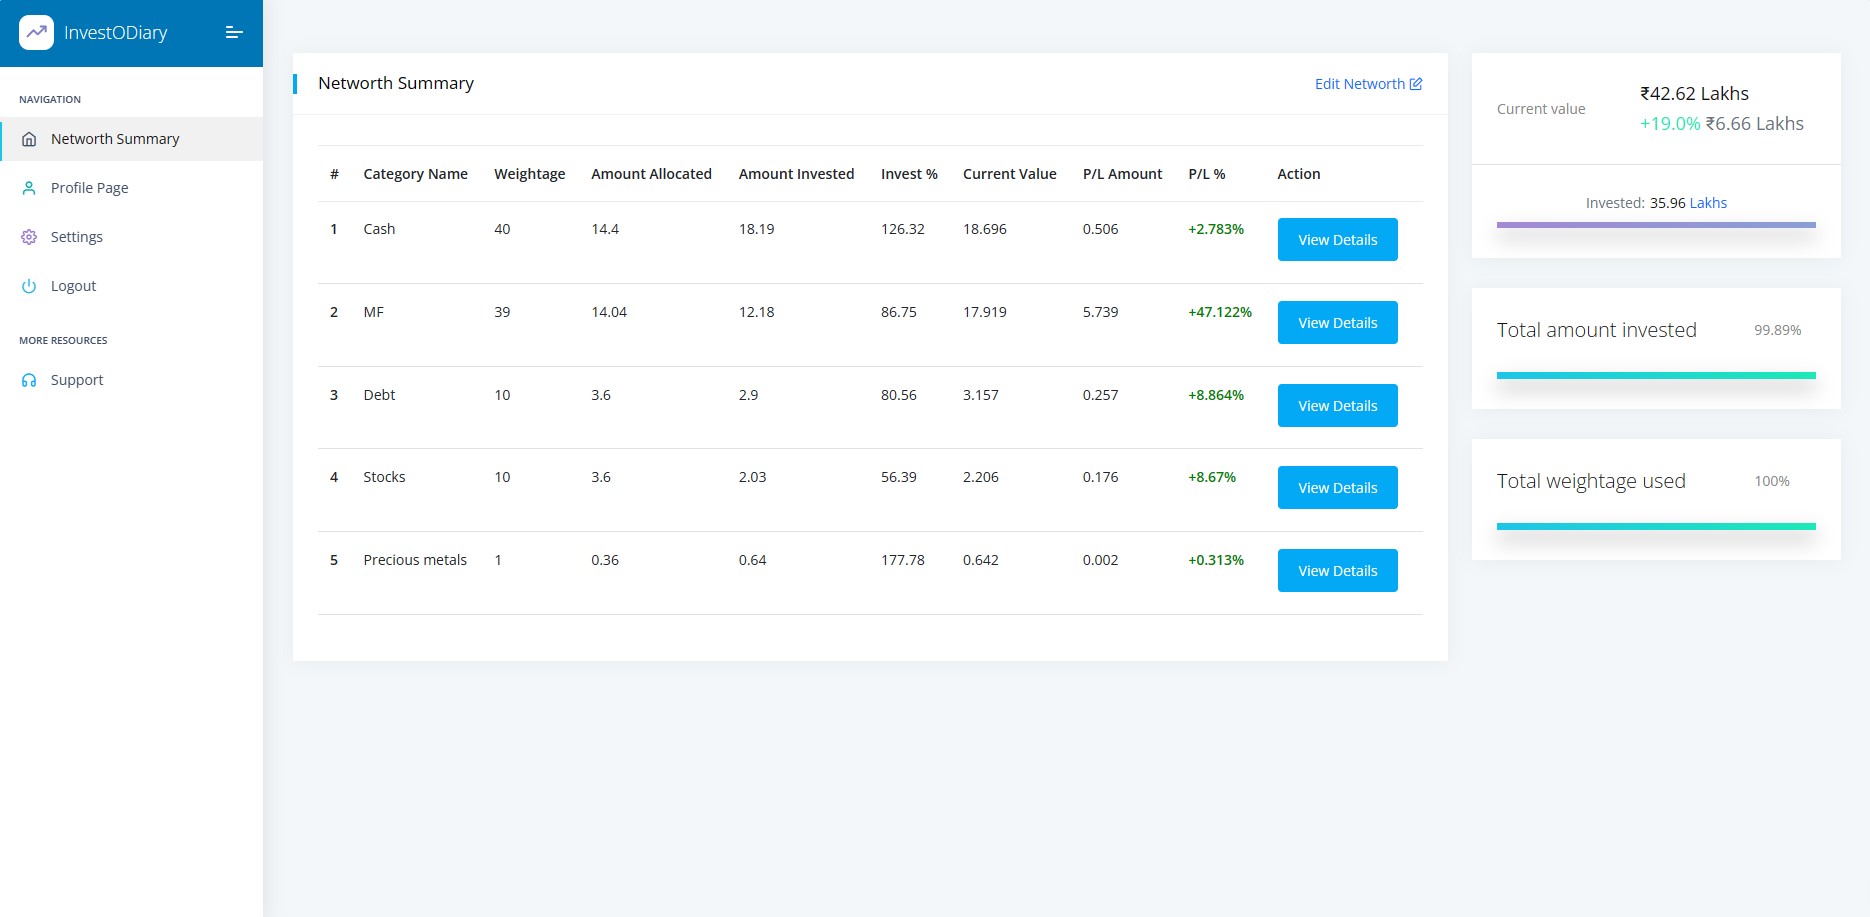 InvestODiary
NAVIGATION
Networth Summary
Profile Page
Settings
Logout
MORE RESOURCES
Support
Networth Summary
Edit Networth
# Category Name Weightage Amount Allocated Amount Invested Invest % Current Value P/L Amount P/L % Action
1 Cash 40 14.4 18.19 126.32 18.696 0.506 +2.783% View Details
2 MF 39 14.04 12.18 86.75 17.919 5.739 +47.122% View Details
3 Debt 10 3.6 2.9 80.56 3.157 0.257 +8.864% View Details
4 Stocks 10 3.6 2.03 56.39 2.206 0.176 +8.67% View Details
5 Precious metals 1 0.36 0.64 177.78 0.642 0.002 +0.313% View Details
Current value
₹42.62 Lakhs
+19.0% ₹6.66 Lakhs
Invested: 35.96 Lakhs
Total amount invested 99.89%
Total weightage used 100%